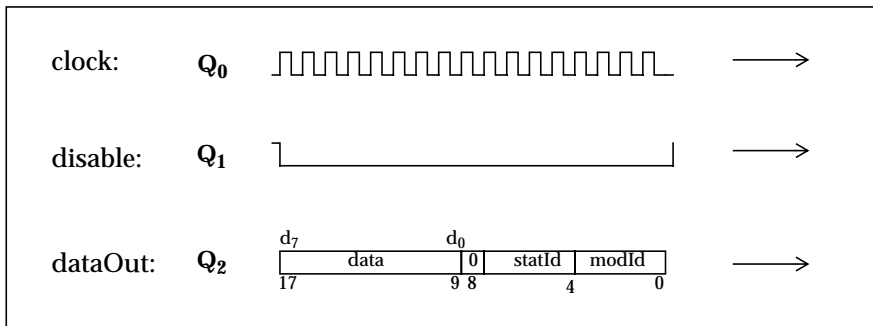 clock: Q0
disable: Q1
d7 d0
dataOut: Q2 data 0 statId modId
17 9 8 4 0